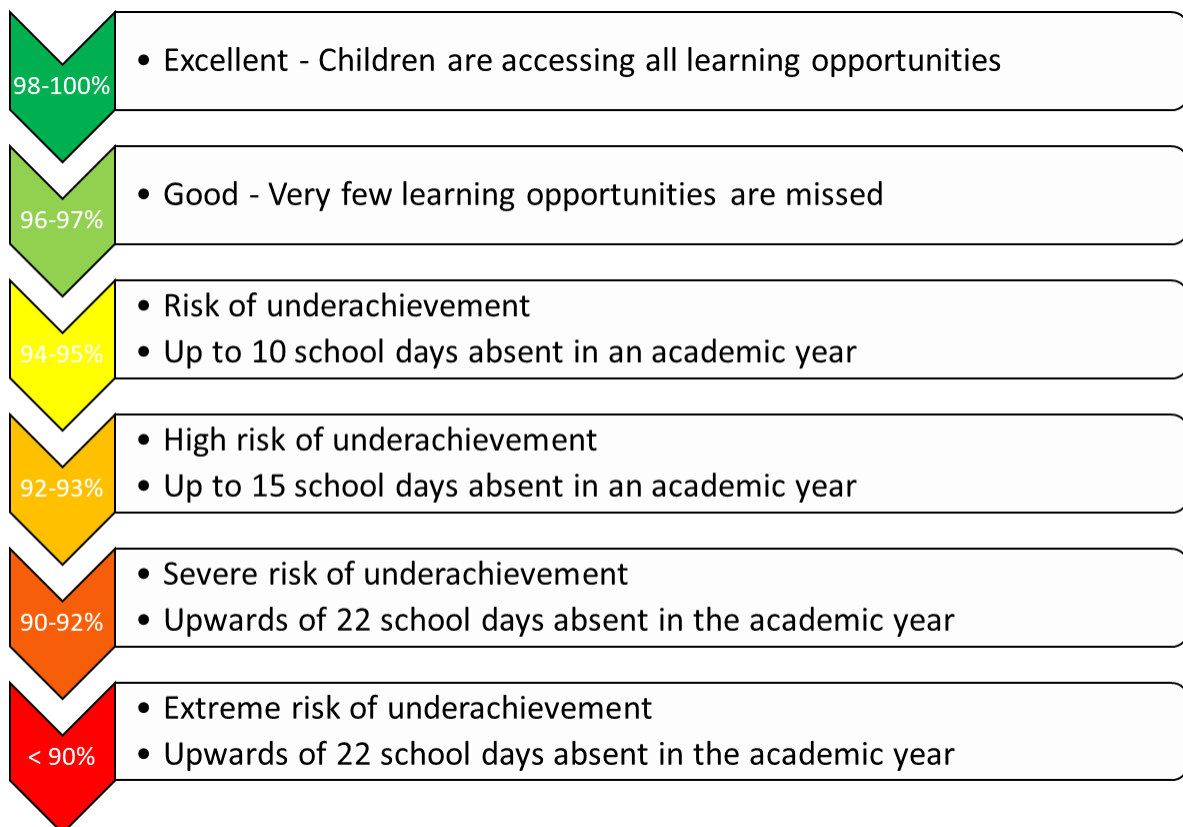 98-100%
• Excellent - Children are accessing all learning opportunities
96-97%
• Good - Very few learning opportunities are missed
94-95%
• Risk of underachievement
• Up to 10 school days absent in an academic year
92-93%
• High risk of underachievement
• Up to 15 school days absent in an academic year
90-92%
• Severe risk of underachievement
• Upwards of 22 school days absent in the academic year
< 90%
• Extreme risk of underachievement
• Upwards of 22 school days absent in the academic year